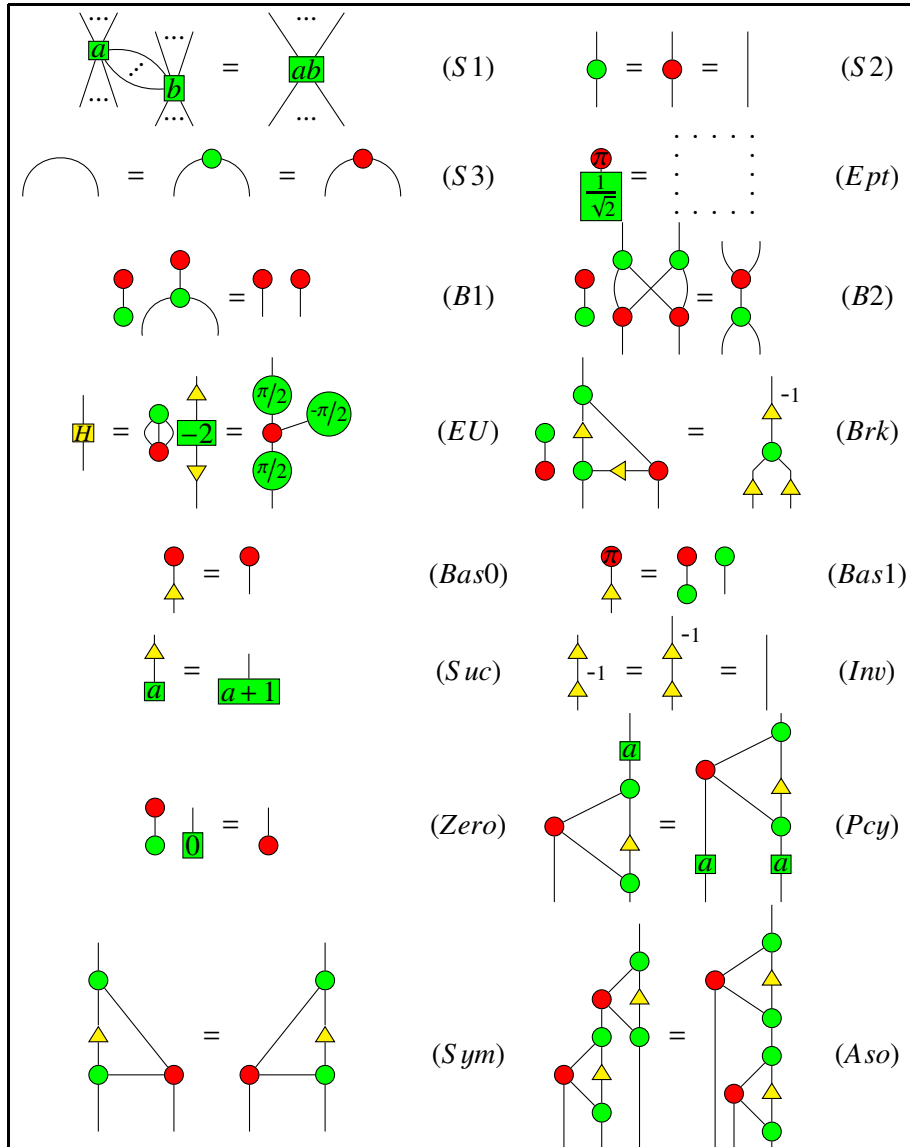 ... ... a ... b ... ... = ... ab ... (S1) = = (S2)
= = (S3) π i/√2 = (Ept)
= (B1) = (B2)
H = −2 = π/2 -π/2 π/2 (EU) = -1 (Brk)
= (Bas0) π = (Bas1)
a = a + 1 (Suc) -1 = -1 = (Inv)
0 = (Zero) a = a a (Pcy)
= (Sym) = (Aso)